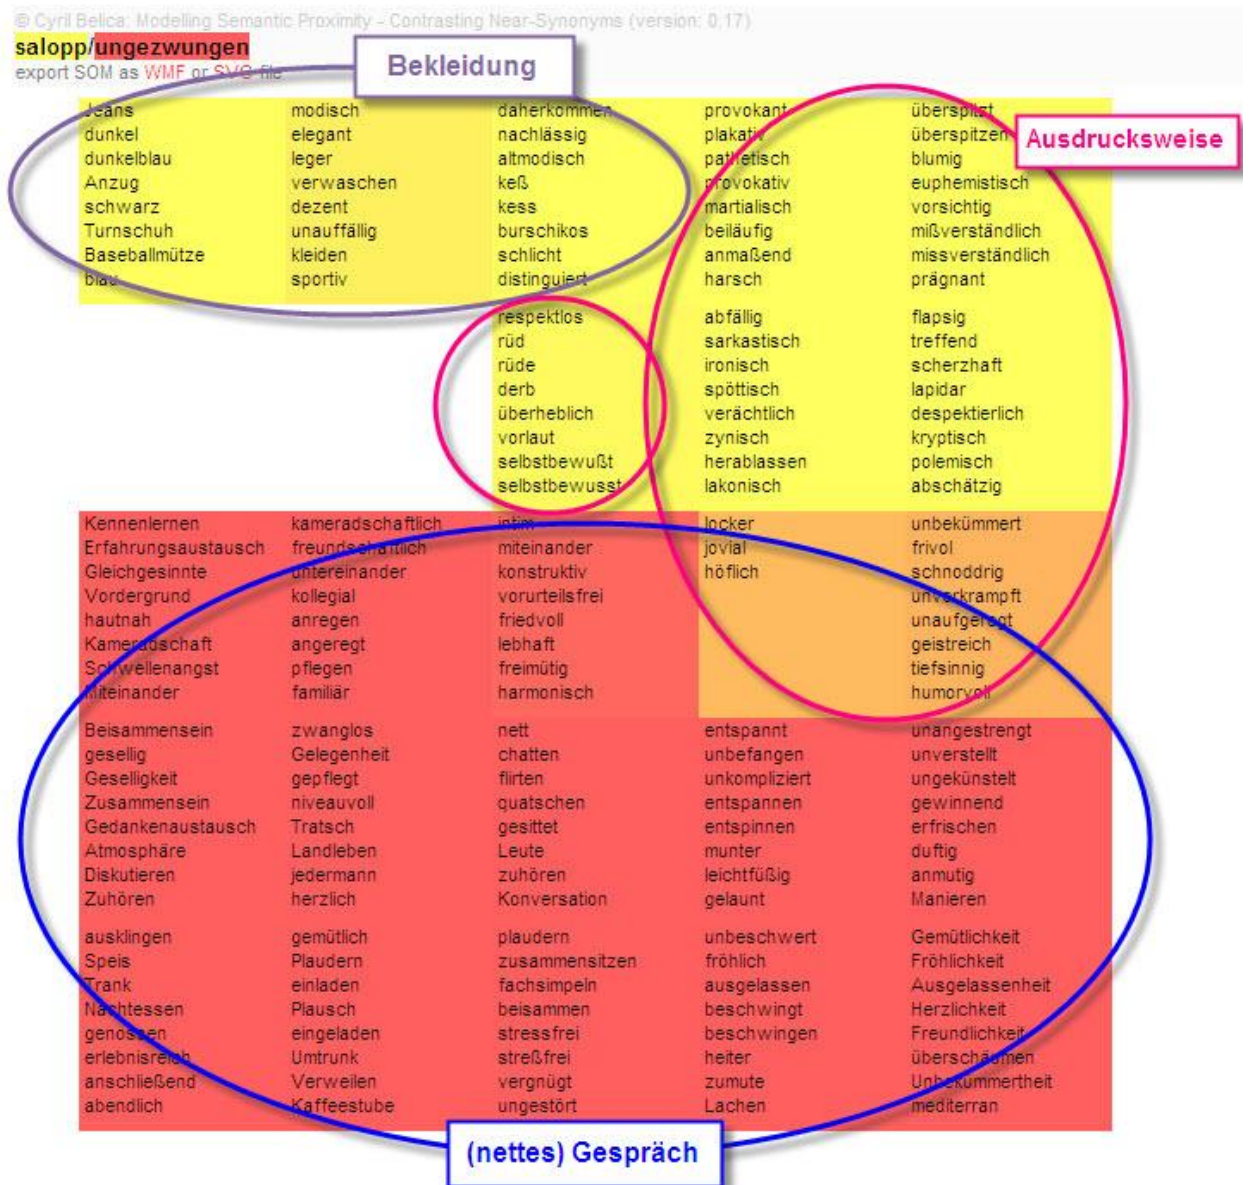 © Cyril Belica: Modelling Semantic Proximity - Contrasting Near-Synonyms (version: 0.17)
salopp/ungezwungen
export SOM as WMF or SVG file
Bekleidung
Ausdrucksweise
Jeans modisch daherkommen provokant überspitzt
dunkel elegant nachlässig plakativ überspitzen
dunkelblau leger altmodisch pathetisch blumig
Anzug verwaschen keß provokativ euphemistisch
schwarz dezent kess martialisch vorsichtig
Turnschuh unauffällig burschikos beiläufig mißverständlich
Baseballmütze kleiden schlicht anmaßend missverständlich
blau sportiv distinguiert harsch prägnant
respektlos abfällig flapsig
rüd sarkastisch treffend
rüde ironisch scherzhaft
derb spöttisch lapidar
überheblich verächtlich despektierlich
vorlaut zynisch kryptisch
selbstbewußt herablassen polemisch
selbstbewusst lakonisch abschätzig
Kennenlernen kameradschaftlich intim locker unbekümmert
Erfahrungsaustausch freundschaftlich miteinander jovial frivol
Gleichgesinnte untereinander konstruktiv höflich schnoddrig
Vordergrund kollegial vorurteilsfrei unverkrampft
hautnah anregen friedvoll unaufgeregt
Kameradschaft angeregt lebhaft geistreich
Schwellenangst pflegen freimütig tiefsinnig
Miteinander familiär harmonisch humorvoll
Beisammensein zwanglos nett entspannt unangestrengt
gesellig Gelegenheit chatten unbefangen unverstellt
Geselligkeit gepflegt flirten unkompliziert ungekünstelt
Zusammensein niveauvoll quatschen entspannen gewinnend
Gedankenaustausch Tratsch gesittet entspinnen erfrischen
Atmosphäre Landleben Leute munter duftig
Diskutieren jedermann zuhören leichtfüßig anmutig
Zuhören herzlich Konversation gelaunt Manieren
ausklingen gemütlich plaudern unbeschwert Gemütlichkeit
Speis Plaudern zusammensitzen fröhlich Fröhlichkeit
Trank einladen fachsimpeln ausgelassen Ausgelassenheit
Nachtessen Plausch beisammen beschwingt Herzlichkeit
genossen eingeladen stressfrei beschwingen Freundlichkeit
erlebnisreich Umtrunk streßfrei heiter überschäumen
anschließend Verweilen vergnügt zumute Unbekümmertheit
abendlich Kaffeestube ungestört Lachen mediterran
(nettes) Gespräch